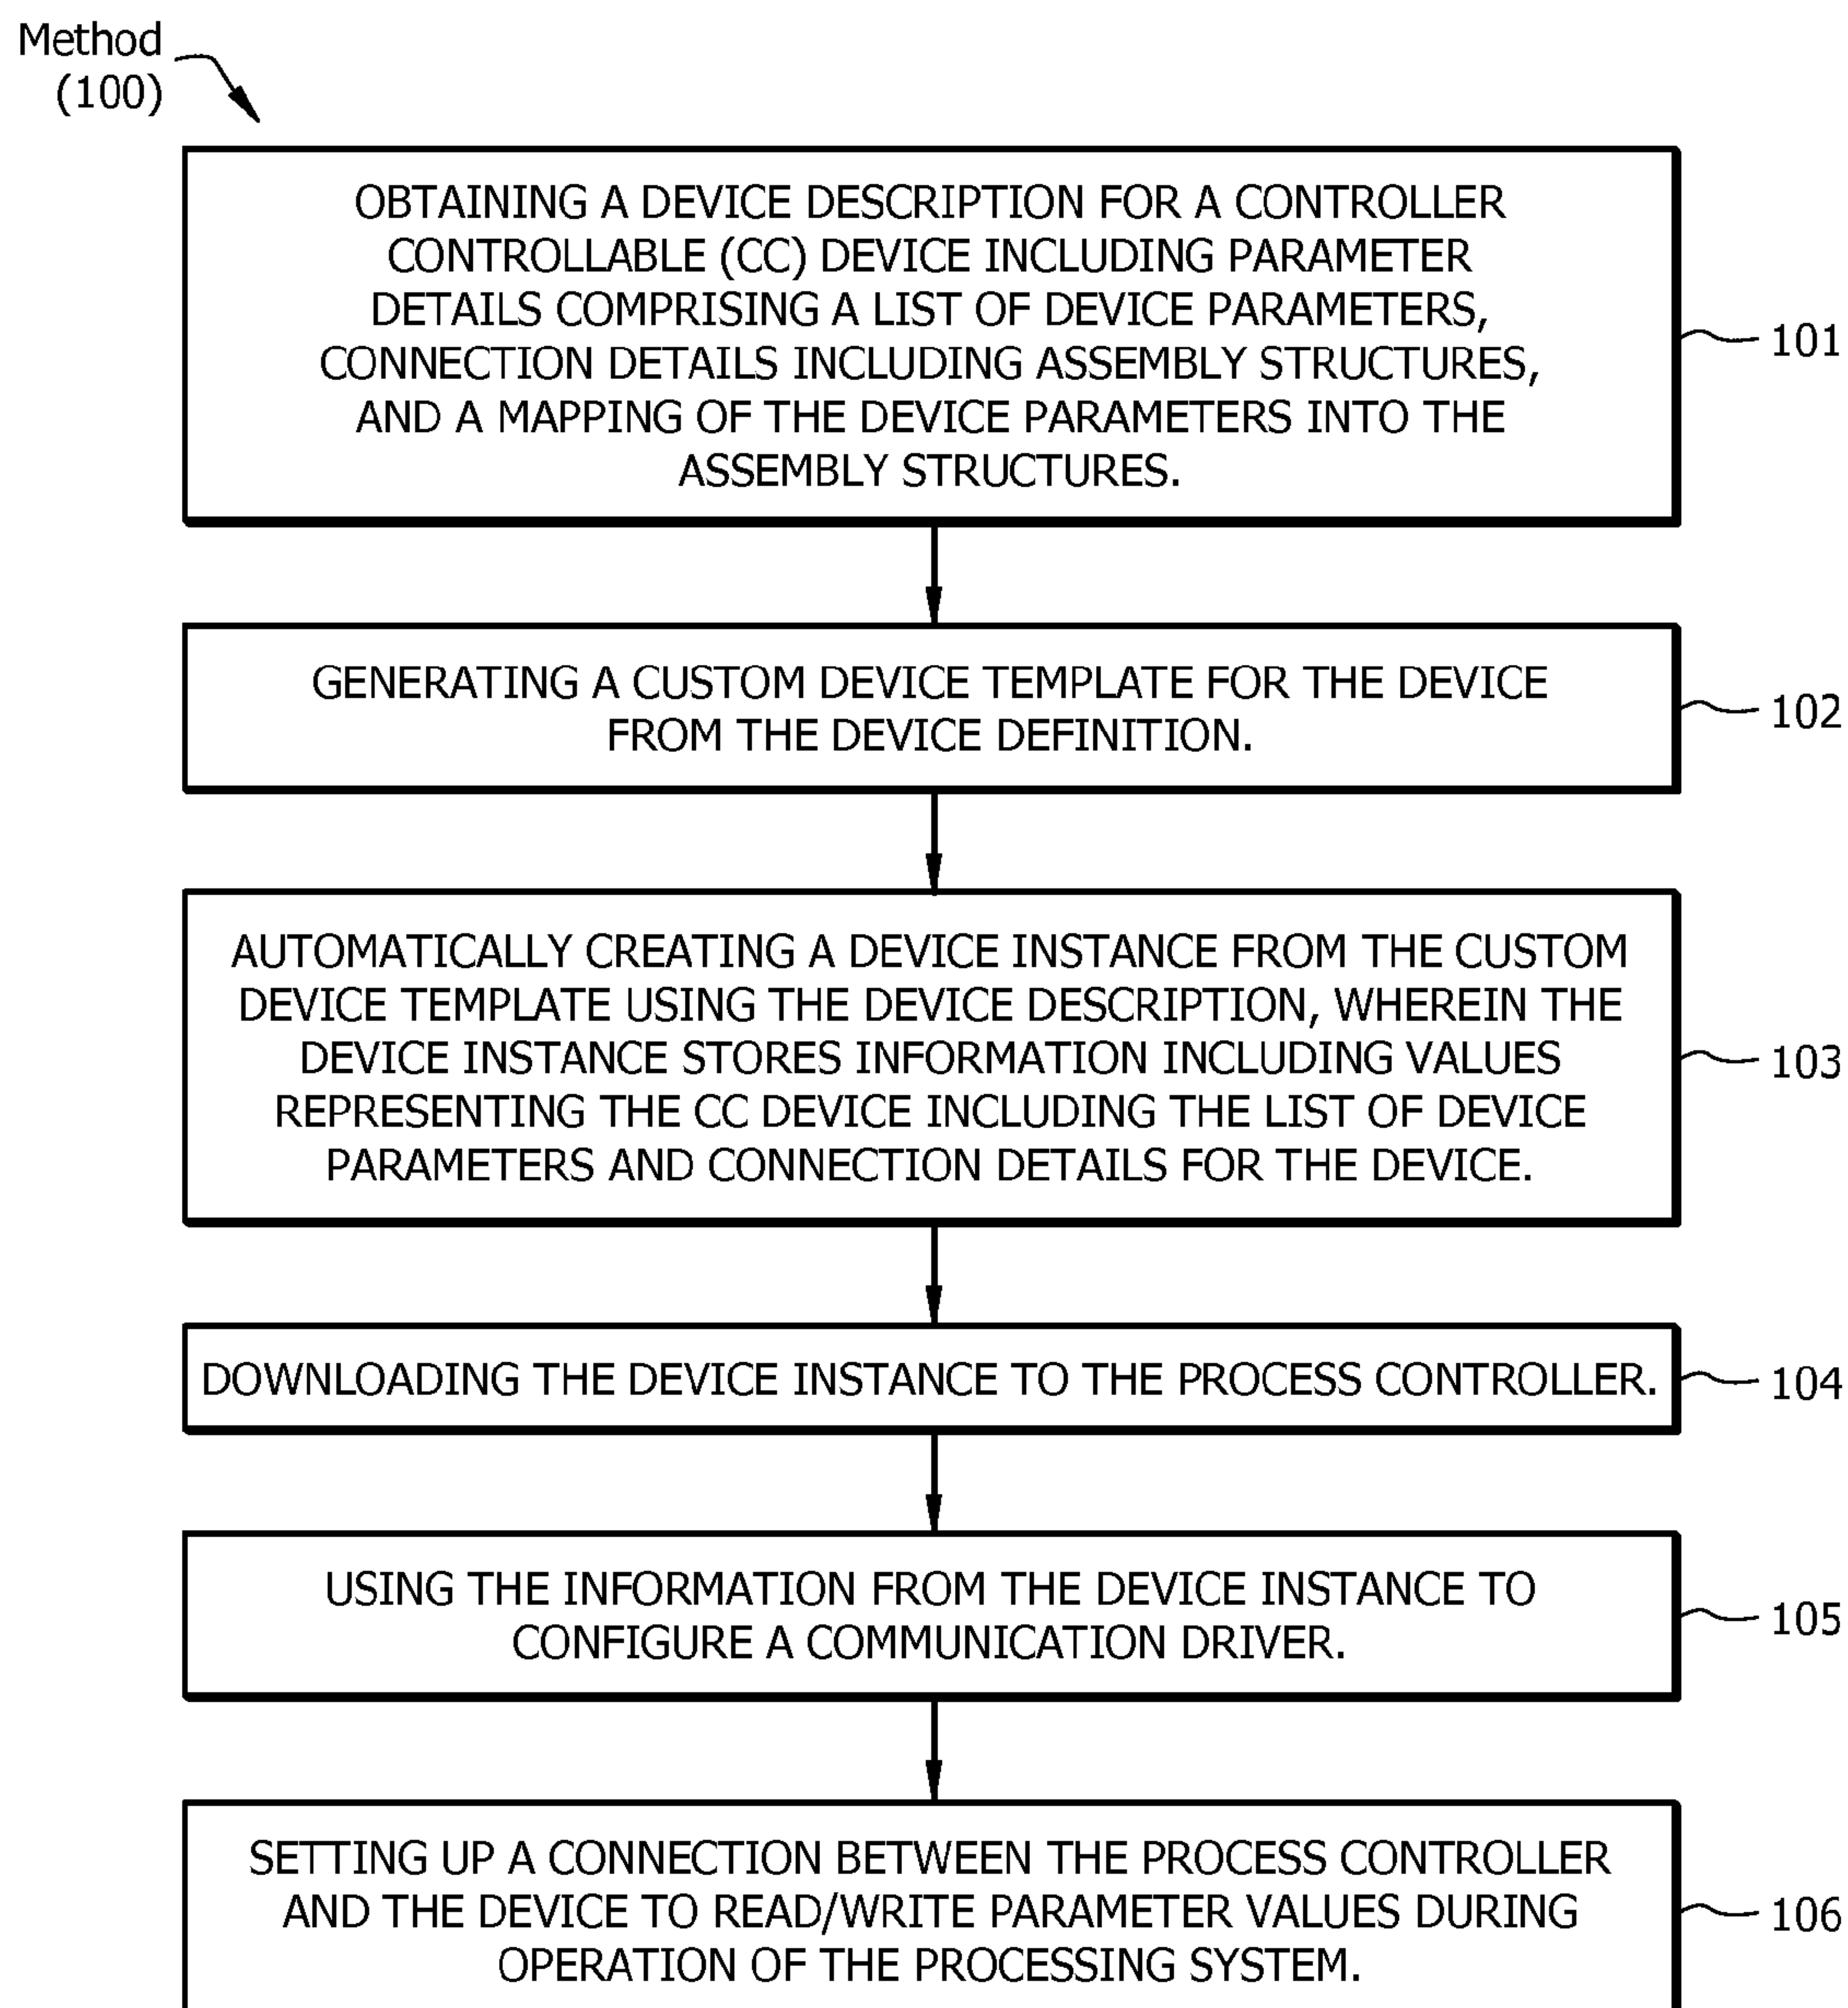 Method
(100)
OBTAINING A DEVICE DESCRIPTION FOR A CONTROLLER
CONTROLLABLE (CC) DEVICE INCLUDING PARAMETER
DETAILS COMPRISING A LIST OF DEVICE PARAMETERS,
CONNECTION DETAILS INCLUDING ASSEMBLY STRUCTURES,
AND A MAPPING OF THE DEVICE PARAMETERS INTO THE
ASSEMBLY STRUCTURES.
101
GENERATING A CUSTOM DEVICE TEMPLATE FOR THE DEVICE
FROM THE DEVICE DEFINITION.
102
AUTOMATICALLY CREATING A DEVICE INSTANCE FROM THE CUSTOM
DEVICE TEMPLATE USING THE DEVICE DESCRIPTION, WHEREIN THE
DEVICE INSTANCE STORES INFORMATION INCLUDING VALUES
REPRESENTING THE CC DEVICE INCLUDING THE LIST OF DEVICE
PARAMETERS AND CONNECTION DETAILS FOR THE DEVICE.
103
DOWNLOADING THE DEVICE INSTANCE TO THE PROCESS CONTROLLER.
104
USING THE INFORMATION FROM THE DEVICE INSTANCE TO
CONFIGURE A COMMUNICATION DRIVER.
105
SETTING UP A CONNECTION BETWEEN THE PROCESS CONTROLLER
AND THE DEVICE TO READ/WRITE PARAMETER VALUES DURING
OPERATION OF THE PROCESSING SYSTEM.
106